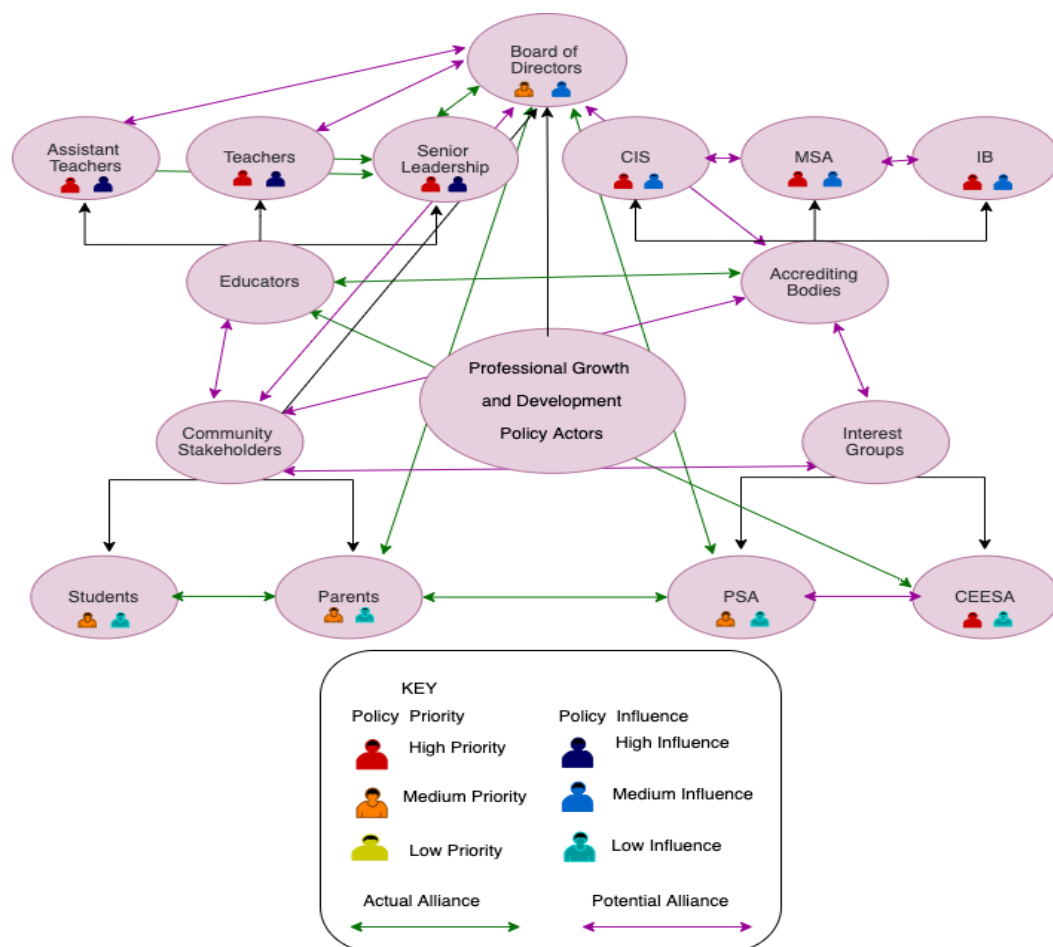 Board of
Directors
Assistant
Teachers
Teachers
Senior
Leadership
CIS
MSA
IB
Educators
Accrediting
Bodies
Professional Growth
and Development
Policy Actors
Community
Stakeholders
Interest
Groups
Students
Parents
PSA
CEESA
KEY
Policy Priority
Policy Influence
High Priority
High Influence
Medium Priority
Medium Influence
Low Priority
Low Influence
Actual Alliance
Potential Alliance